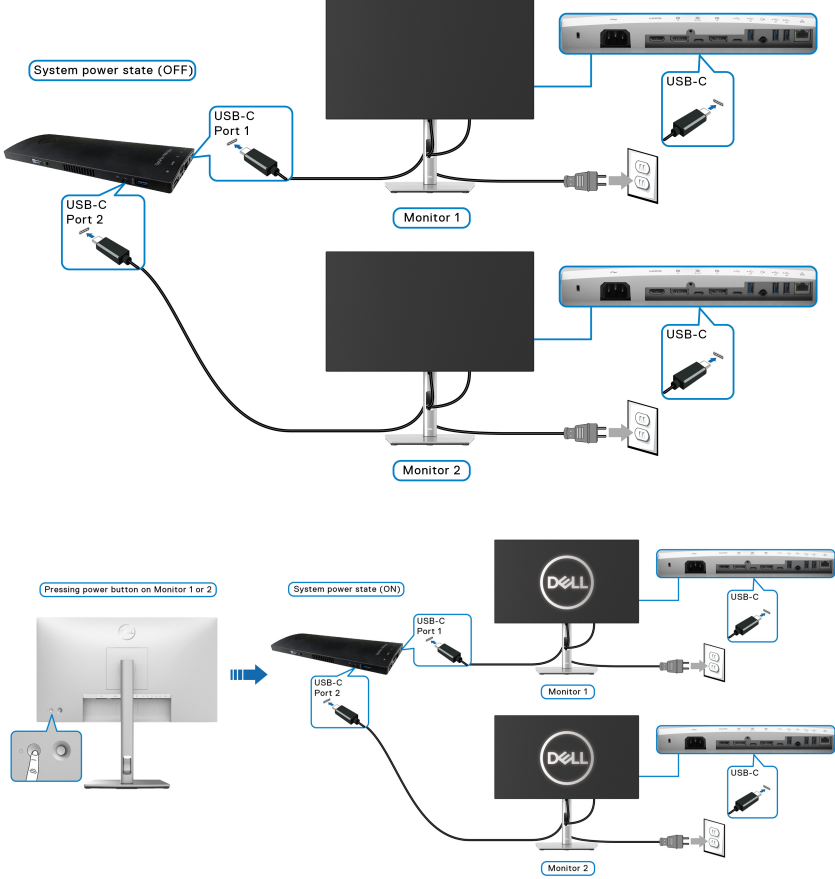 System power state (OFF)
USB-C
Port 1
USB-C
USB-C
Port 2
Monitor 1
USB-C
Monitor 2
Pressing power button on Monitor 1 or 2
System power state (ON)
DELL
USB-C
USB-C
Port 1
USB-C
Port 2
Monitor 1
DELL
USB-C
Monitor 2